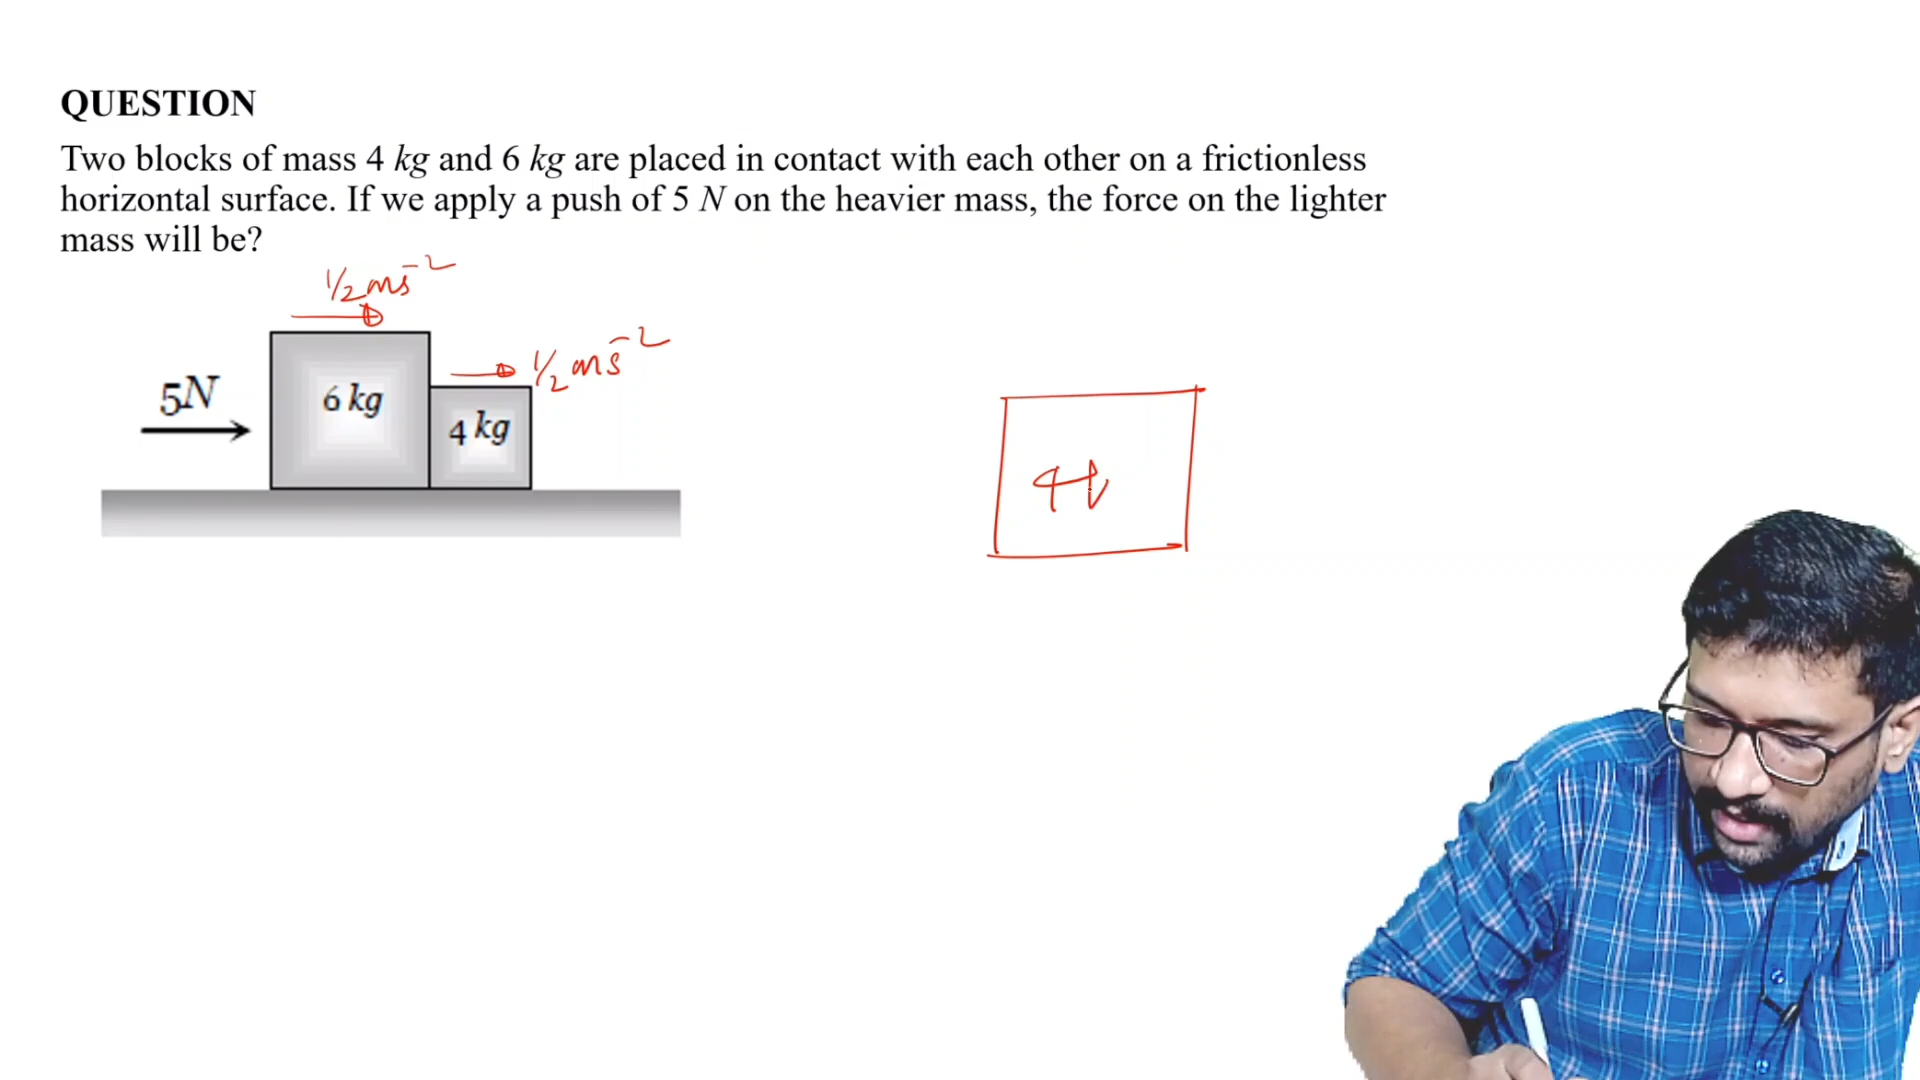 QUESTION
Two blocks of mass 4 kg and 6 kg are placed in contact with each other on a frictionless
horizontal surface. If we apply a push of 5 N on the heavier mass, the force on the lighter
mass will be?
1/2 ms⁻²
1/2 ms⁻²
5N
6 kg
4 kg
4